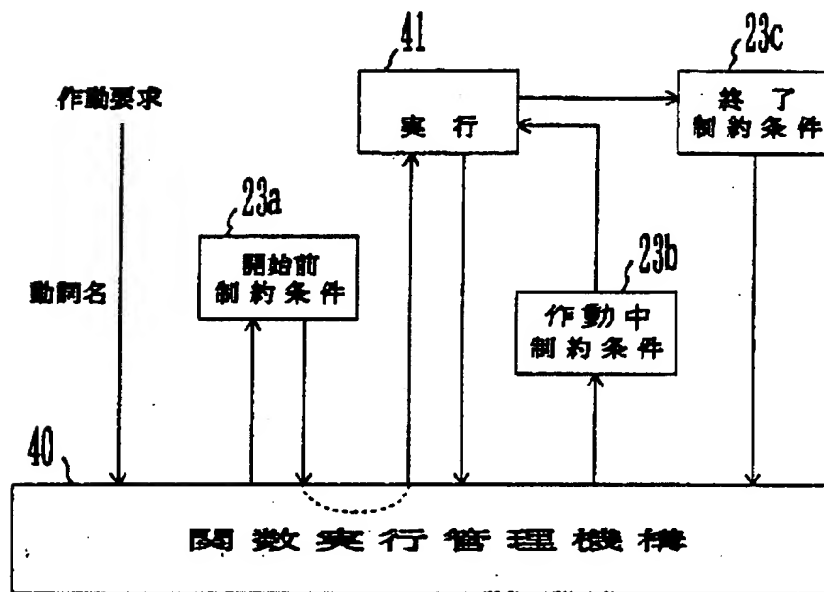 41
23c
作動要求
実行
終了
制約条件
23a
開始前
制約条件
23b
動詞名
作動中
制約条件
40
関数実行管理機構